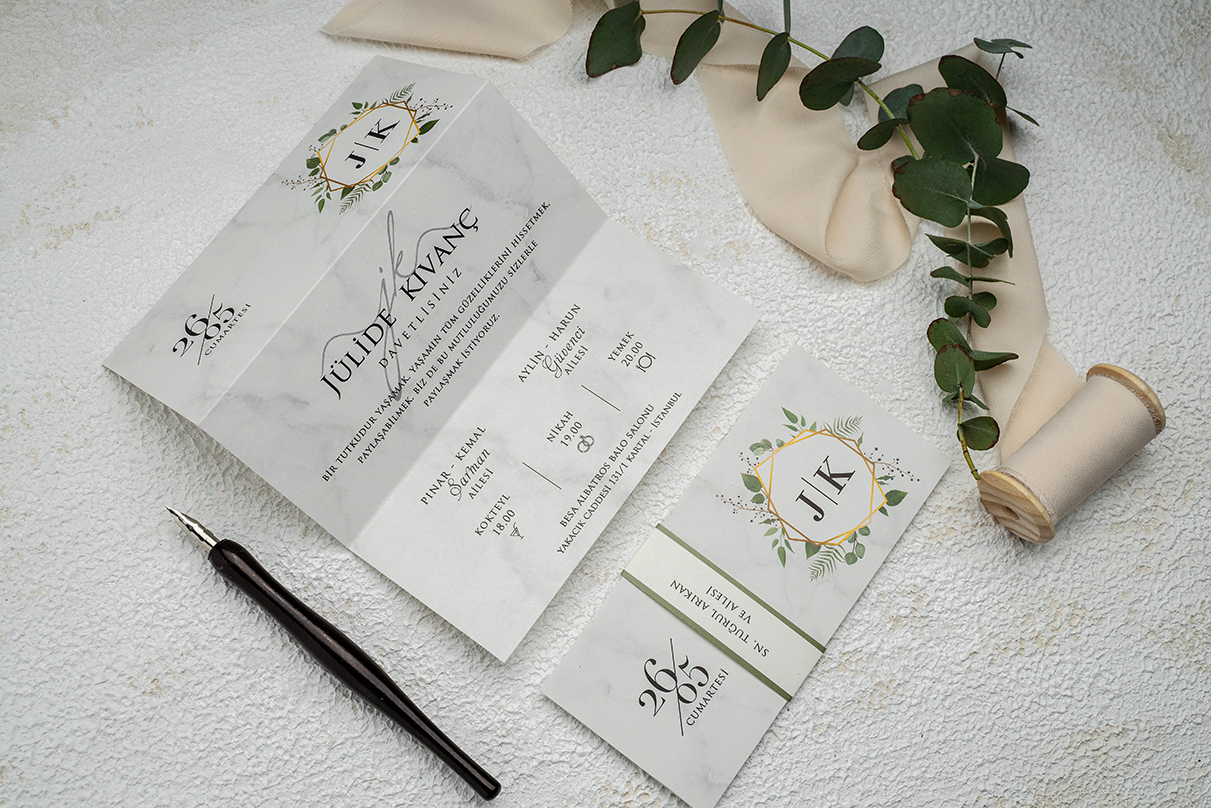 J|K
26/05
CUMARTESİ
jk
JÜLİDE KIVANÇ
DAVETLİSİNİZ
BİR TUTKUDUR YAŞAMAK, YAŞAMIN TÜM GÜZELLİKLERİNİ HİSSETMEK,
PAYLAŞABİLMEK. BİZ DE BU MUTLULUĞUMUZU SİZLERLE
PAYLAŞMAK İSTİYORUZ.
PINAR - KEMAL
Sarman
AİLESİ
AYLİN - HARUN
Güvenci
AİLESİ
KOKTEYL
18.00
NİKAH
19.00
YEMEK
20.00
BESA ALBATROS BALO SALONU
YAKACIK CADDESİ 131/1 KARTAL - İSTANBUL
J|K
SN. TUĞRUL ARIKAN
VE AİLESİ
26/05
CUMARTESİ